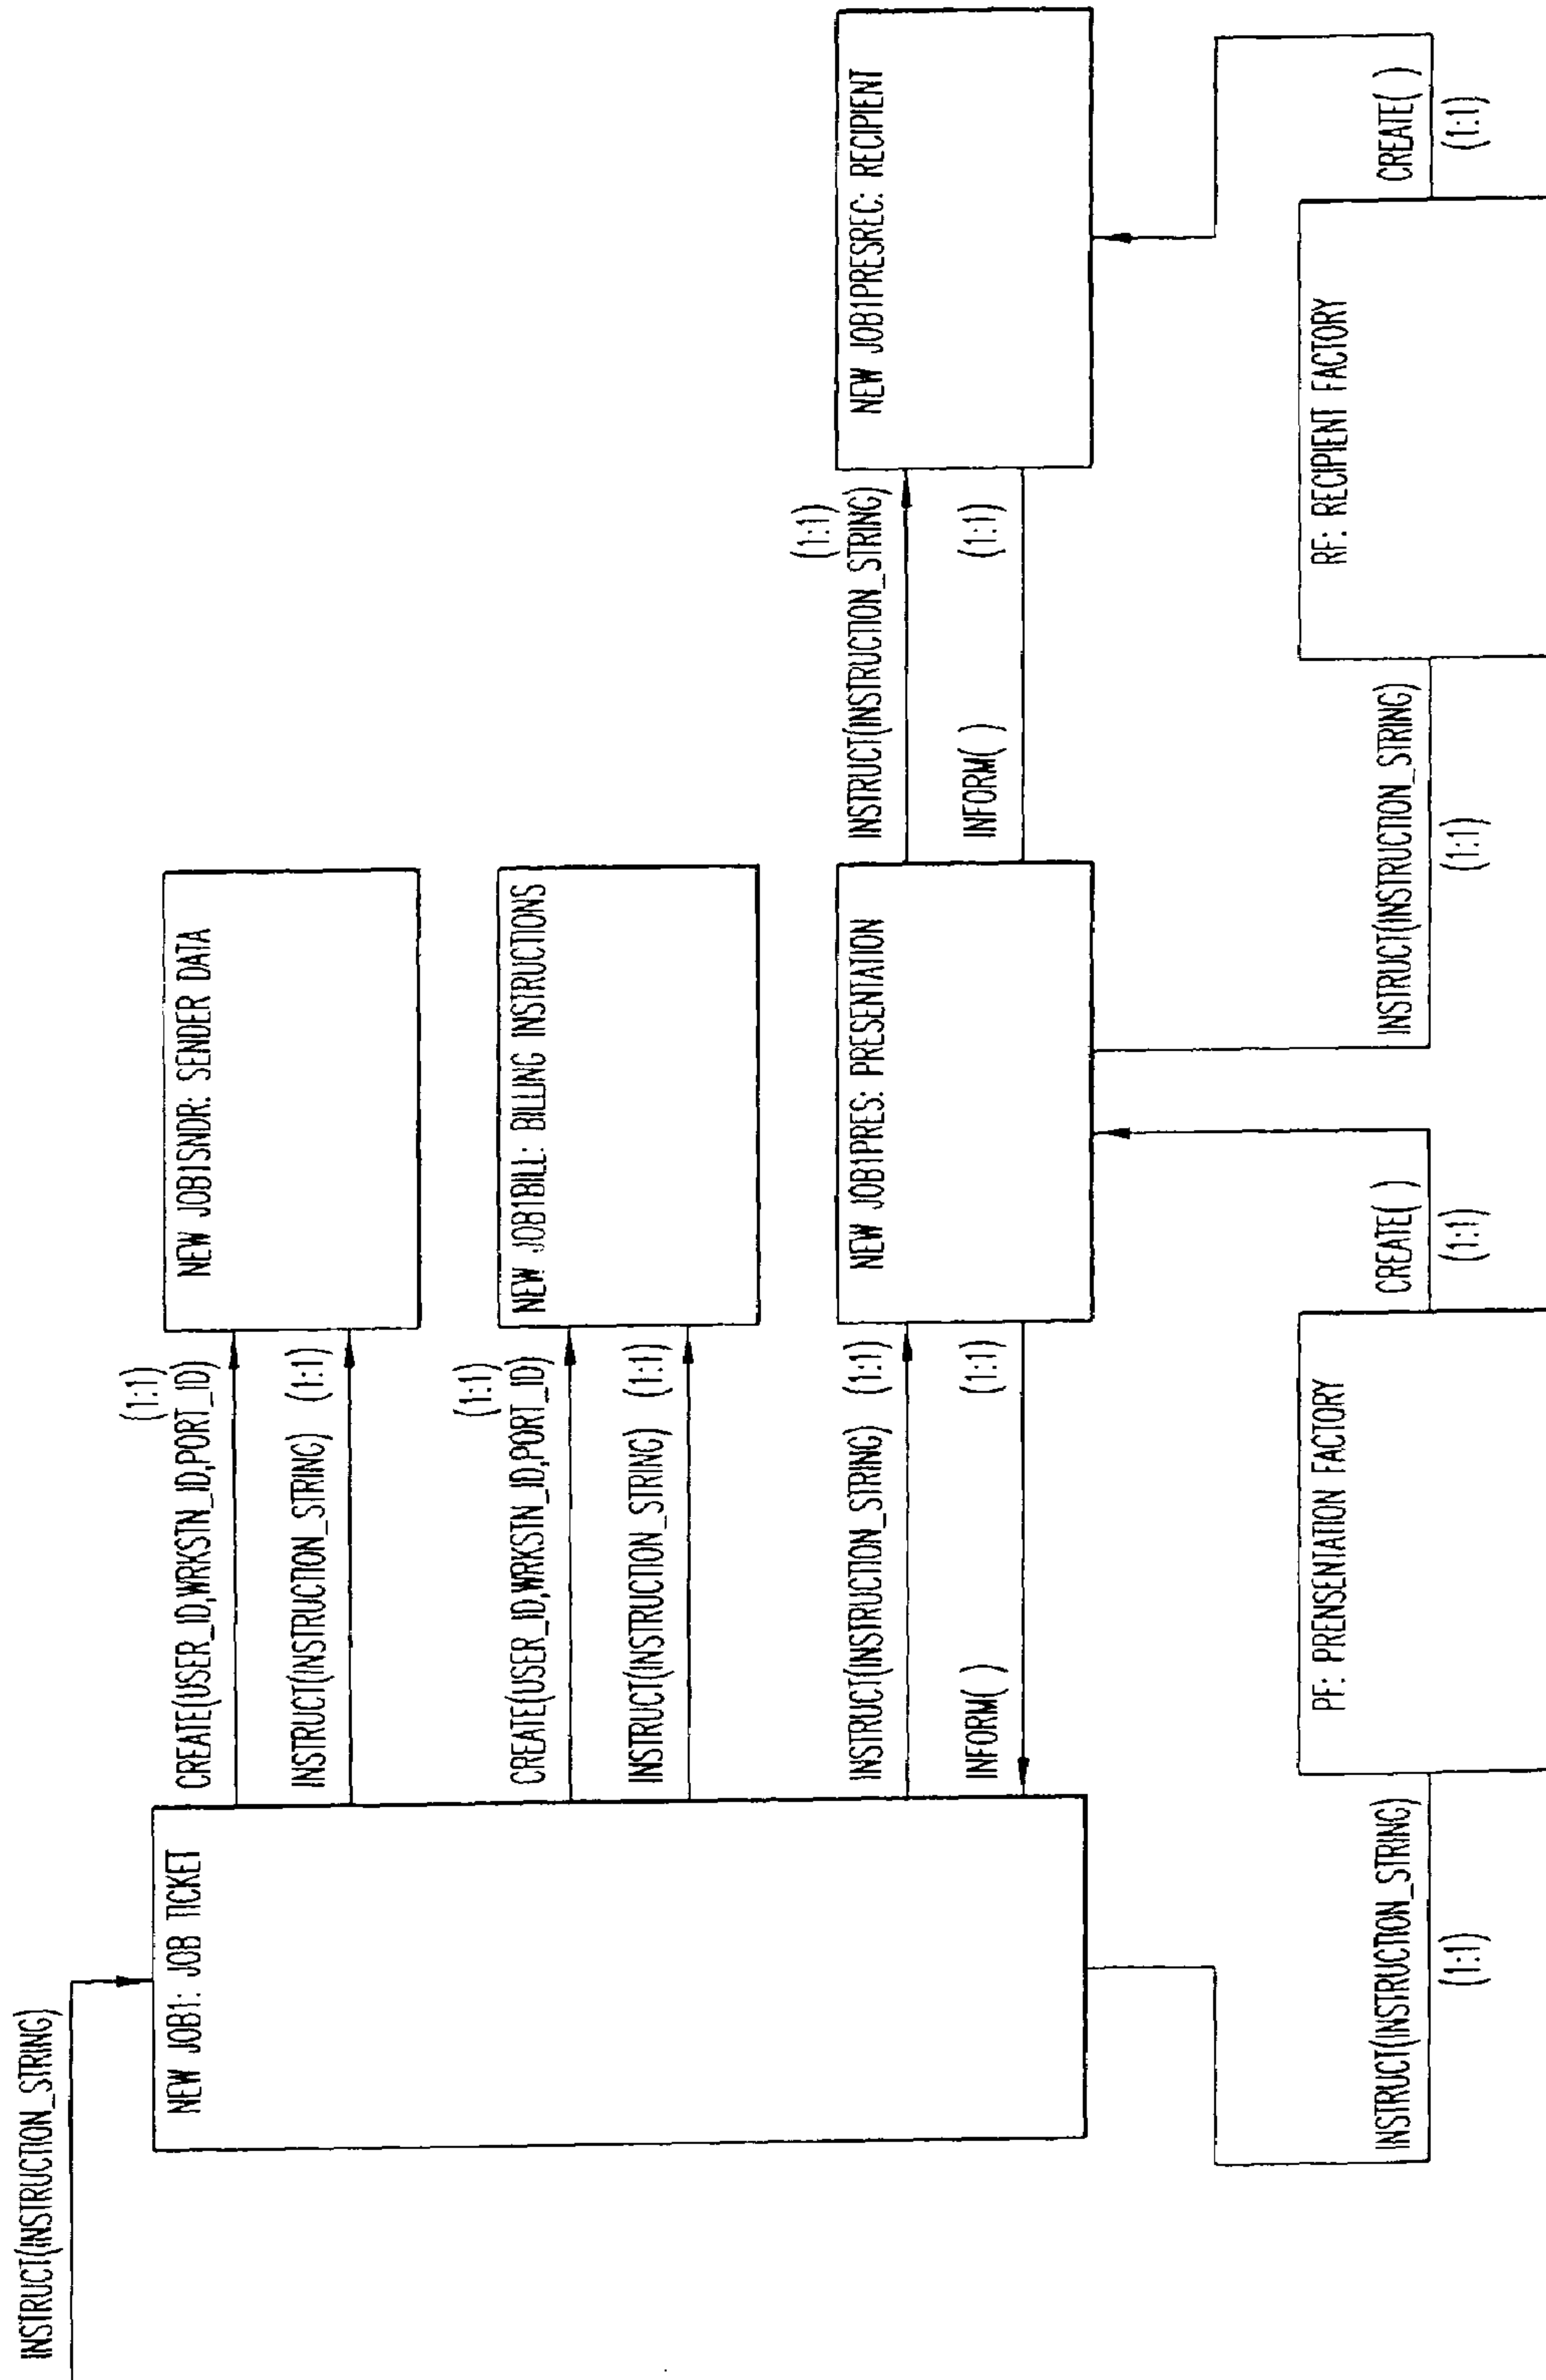 INSTRUCT(INSTRUCTION_STRING)
NEW JOB1: JOB TICKET
(1:1)
CREATE(USER_ID,WRKSTN_ID,PORT_ID)
INSTRUCT(INSTRUCTION_STRING) (1:1)
NEW JOB1SNDR: SENDER DATA
(1:1)
CREATE(USER_ID,WRKSTN_ID,PORT_ID)
INSTRUCT(INSTRUCTION_STRING) (1:1)
NEW JOB1BILL: BILLING INSTRUCTIONS
INSTRUCT(INSTRUCTION_STRING) (1:1)
INFORM( ) (1:1)
NEW JOB1PRES: PRESENTATION
(1:1)
INSTRUCT(INSTRUCTION_STRING)
INFORM( ) (1:1)
NEW JOB1PRESREC: RECIPIENT
INSTRUCT(INSTRUCTION_STRING)
(1:1)
PF: PRENSENTATION FACTORY
CREATE( )
(1:1)
INSTRUCT(INSTRUCTION_STRING)
(1:1)
RF: RECIPIENT FACTORY
CREATE( )
(1:1)